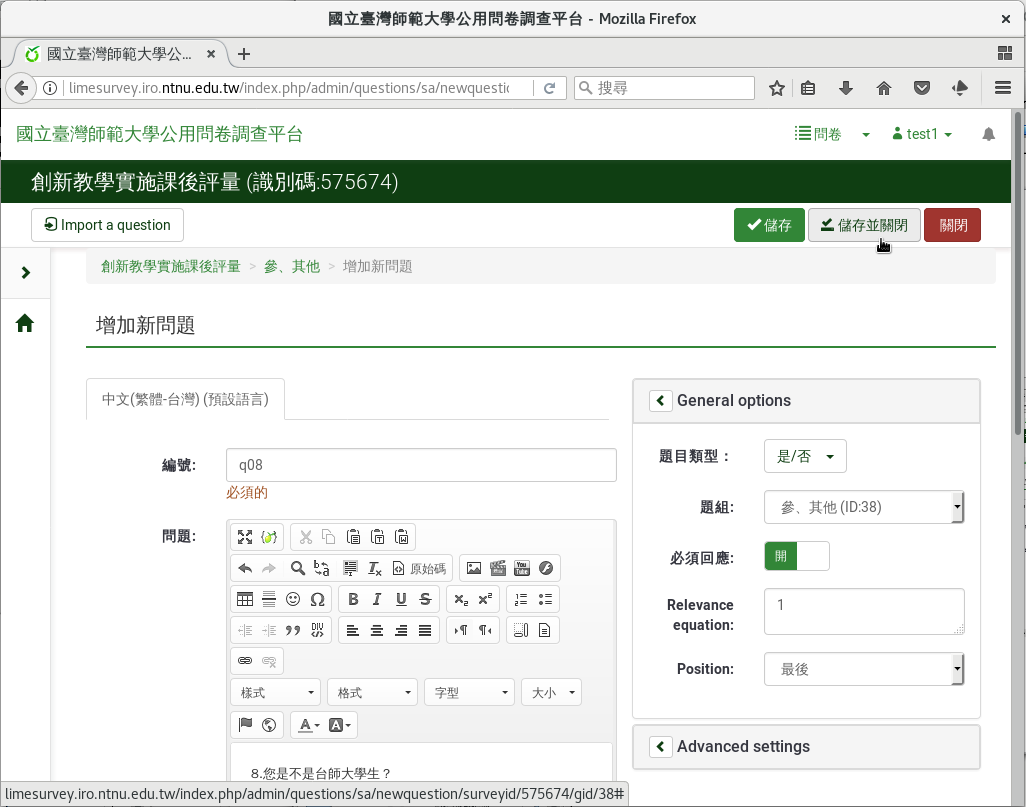 國立臺灣師範大學公用問卷調查平台 - Mozilla Firefox
國立臺灣師範大學公...
limesurvey.iro.ntnu.edu.tw/index.php/admin/questions/sa/newquestic
搜尋
國立臺灣師範大學公用問卷調查平台
問卷
test1
創新教學實施課後評量 (識別碼:575674)
Import a question
儲存
儲存並關閉
關閉
創新教學實施課後評量 > 參、其他 > 增加新問題
增加新問題
中文(繁體-台灣) (預設語言)
編號:
q08
必須的
問題:
原始碼
樣式
格式
字型
大小
8.您是不是台師大學生？
General options
題目類型：
是/否
題組:
參、其他 (ID:38)
必須回應:
開
Relevance
equation:
1
Position:
最後
Advanced settings
limesurvey.iro.ntnu.edu.tw/index.php/admin/questions/sa/newquestion/surveyid/575674/gid/38#